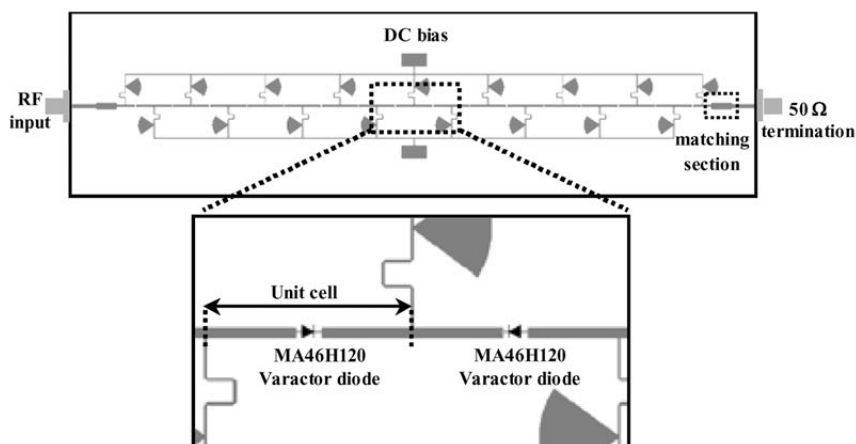 DC bias
RF
input
50 Ω
termination
matching
section
Unit cell
MA46H120
Varactor diode
MA46H120
Varactor diode